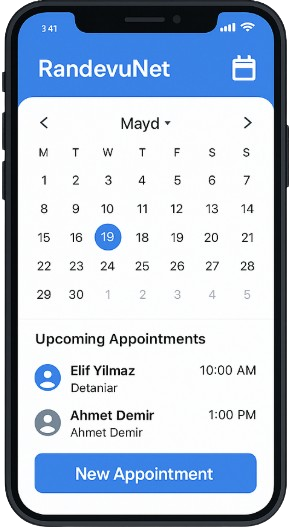 3 41
RandevuNet
Mayd
M T W T F S S
1 2 3 4 5 6 7
8 9 10 11 12 13 14
15 16 19 18 19 20 21
22 23 24 25 26 27 28
29 30 1 2 3 4 5
Upcoming Appointments
Elif Yilmaz 10:00 AM
Detaniar
Ahmet Demir 1:00 PM
Ahmet Demir
New Appointment